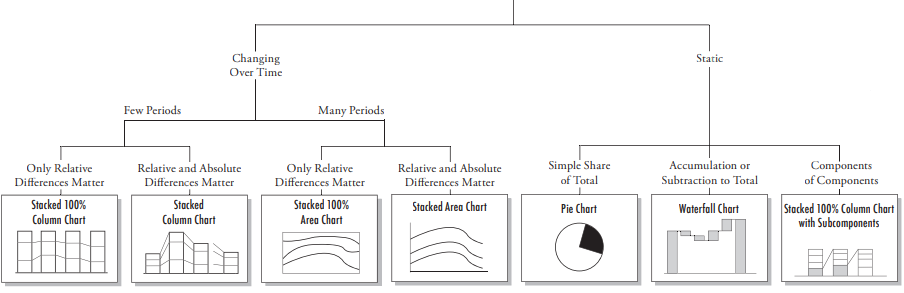 Changing
Over Time
Static
Few Periods
Many Periods
Only Relative
Differences Matter
Relative and Absolute
Differences Matter
Only Relative
Differences Matter
Relative and Absolute
Differences Matter
Simple Share
of Total
Accumulation or
Subtraction to Total
Components
of Components
Stacked 100%
Column Chart
Stacked
Column Chart
Stacked 100%
Area Chart
Stacked Area Chart
Pie Chart
Waterfall Chart
Stacked 100% Column Chart
with Subcomponents